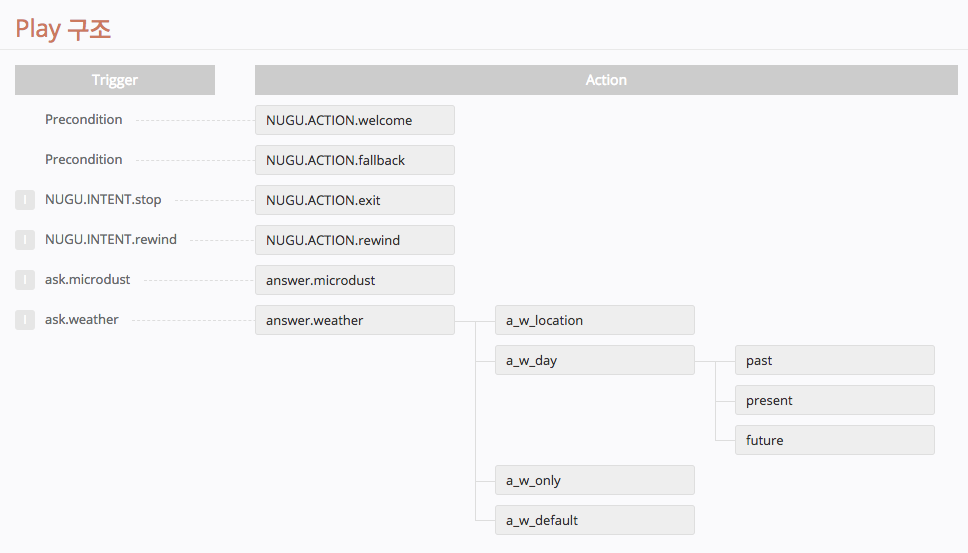 Play 구조
Trigger Action
Precondition NUGU.ACTION.welcome
Precondition NUGU.ACTION.fallback
I NUGU.INTENT.stop NUGU.ACTION.exit
I NUGU.INTENT.rewind NUGU.ACTION.rewind
I ask.microdust answer.microdust
I ask.weather answer.weather a_w_location
a_w_day past
present
future
a_w_only
a_w_default